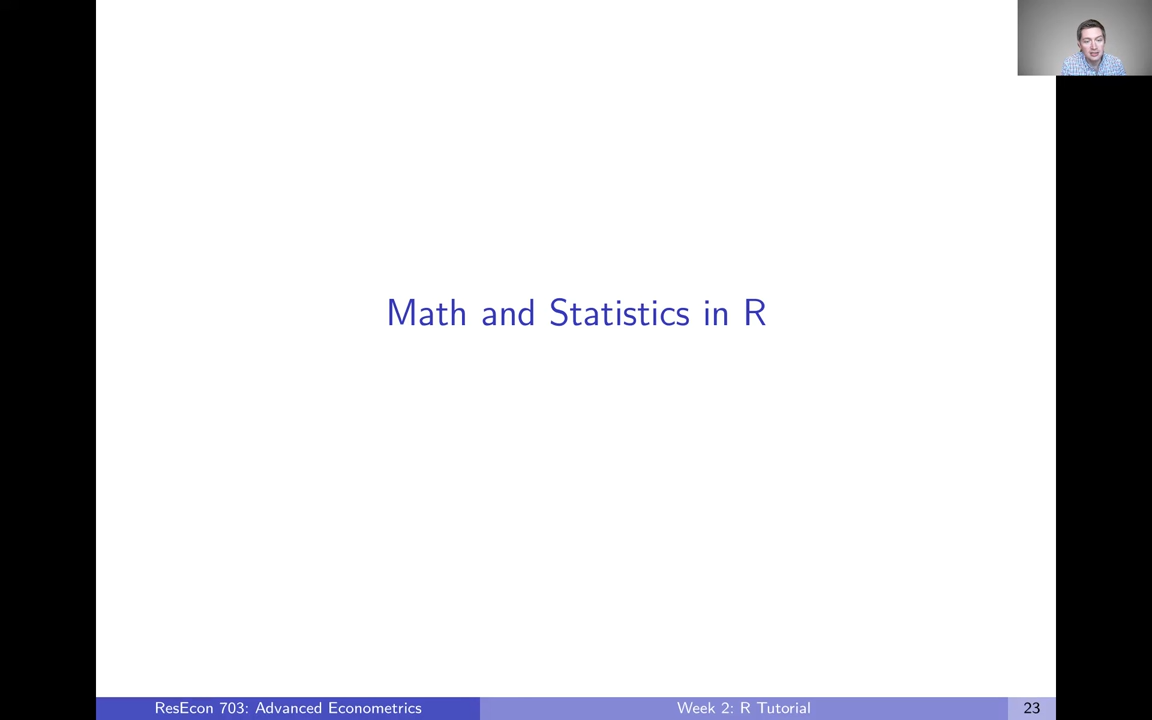 Math and Statistics in R
ResEcon 703: Advanced Econometrics
Week 2: R Tutorial
23